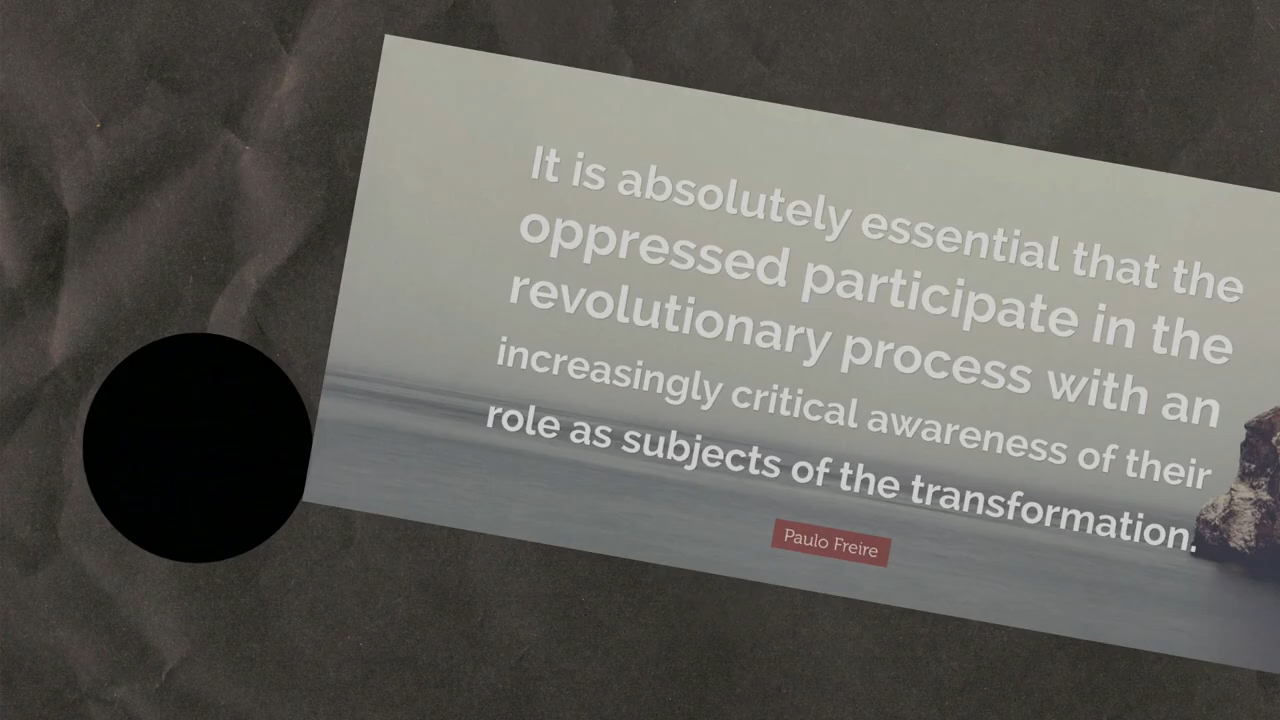 It is absolutely essential that the
oppressed participate in the
revolutionary process with an
increasingly critical awareness of their
role as subjects of the transformation.
Paulo Freire